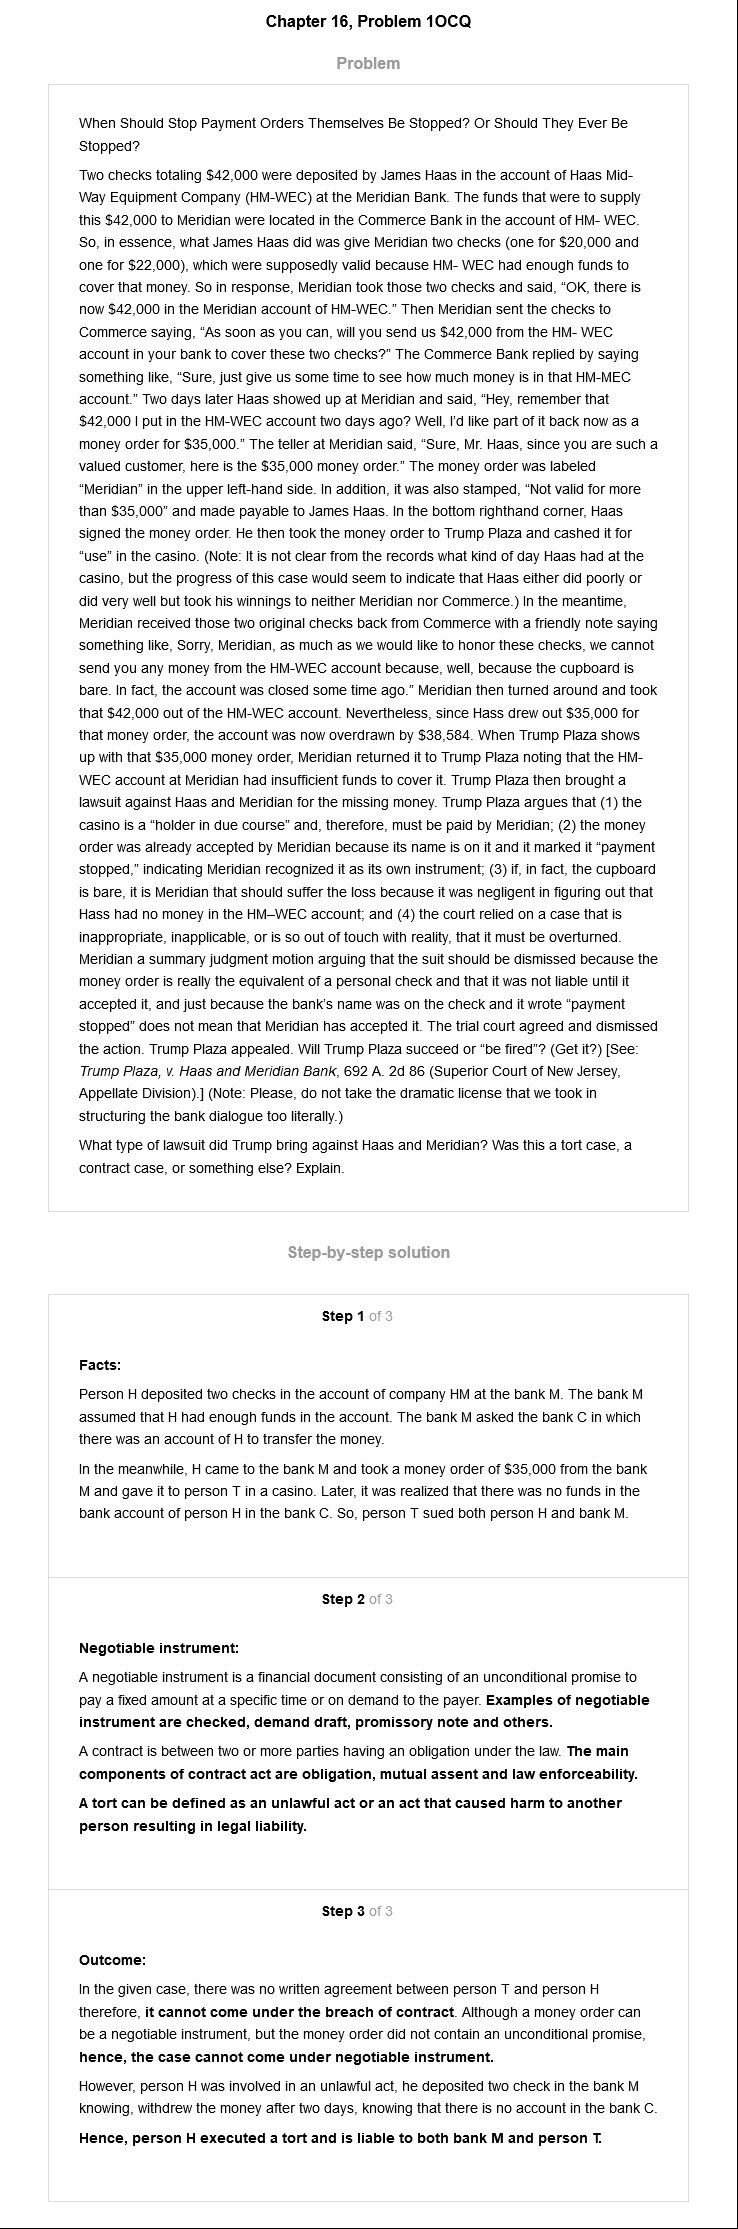 Chapter 16, Problem 1OCQ
Problem
When Should Stop Payment Orders Themselves Be Stopped? Or Should They Ever Be
Stopped?
Two checks totaling $42,000 were deposited by James Haas in the account of Haas Mid-
Way Equipment Company (HM-WEC) at the Meridian Bank. The funds that were to supply
this $42,000 to Meridian were located in the Commerce Bank in the account of HM- WEC.
So, in essence, what James Haas did was give Meridian two checks (one for $20,000 and
one for $22,000), which were supposedly valid because HM- WEC had enough funds to
cover that money. So in response, Meridian took those two checks and said, “OK, there is
now $42,000 in the Meridian account of HM-WEC.” Then Meridian sent the checks to
Commerce saying, “As soon as you can, will you send us $42,000 from the HM- WEC
account in your bank to cover these two checks?” The Commerce Bank replied by saying
something like, “Sure, just give us some time to see how much money is in that HM-MEC
account.” Two days later Haas showed up at Meridian and said, “Hey, remember that
$42,000 I put in the HM-WEC account two days ago? Well, I’d like part of it back now as a
money order for $35,000.” The teller at Meridian said, “Sure, Mr. Haas, since you are such a
valued customer, here is the $35,000 money order.” The money order was labeled
“Meridian” in the upper left-hand side. In addition, it was also stamped, “Not valid for more
than $35,000” and made payable to James Haas. In the bottom righthand corner, Haas
signed the money order. He then took the money order to Trump Plaza and cashed it for
“use” in the casino. (Note: It is not clear from the records what kind of day Haas had at the
casino, but the progress of this case would seem to indicate that Haas either did poorly or
did very well but took his winnings to neither Meridian nor Commerce.) In the meantime,
Meridian received those two original checks back from Commerce with a friendly note saying
something like, Sorry, Meridian, as much as we would like to honor these checks, we cannot
send you any money from the HM-WEC account because, well, because the cupboard is
bare. In fact, the account was closed some time ago.” Meridian then turned around and took
that $42,000 out of the HM-WEC account. Nevertheless, since Hass drew out $35,000 for
that money order, the account was now overdrawn by $38,584. When Trump Plaza shows
up with that $35,000 money order, Meridian returned it to Trump Plaza noting that the HM-
WEC account at Meridian had insufficient funds to cover it. Trump Plaza then brought a
lawsuit against Haas and Meridian for the missing money. Trump Plaza argues that (1) the
casino is a “holder in due course” and, therefore, must be paid by Meridian; (2) the money
order was already accepted by Meridian because its name is on it and it marked it “payment
stopped,” indicating Meridian recognized it as its own instrument; (3) if, in fact, the cupboard
is bare, it is Meridian that should suffer the loss because it was negligent in figuring out that
Hass had no money in the HM–WEC account; and (4) the court relied on a case that is
inappropriate, inapplicable, or is so out of touch with reality, that it must be overturned.
Meridian a summary judgment motion arguing that the suit should be dismissed because the
money order is really the equivalent of a personal check and that it was not liable until it
accepted it, and just because the bank’s name was on the check and it wrote “payment
stopped” does not mean that Meridian has accepted it. The trial court agreed and dismissed
the action. Trump Plaza appealed. Will Trump Plaza succeed or “be fired”? (Get it?) [See:
Trump Plaza, v. Haas and Meridian Bank, 692 A. 2d 86 (Superior Court of New Jersey,
Appellate Division).] (Note: Please, do not take the dramatic license that we took in
structuring the bank dialogue too literally.)
What type of lawsuit did Trump bring against Haas and Meridian? Was this a tort case, a
contract case, or something else? Explain.
Step-by-step solution
Step 1 of 3
Facts:
Person H deposited two checks in the account of company HM at the bank M. The bank M
assumed that H had enough funds in the account. The bank M asked the bank C in which
there was an account of H to transfer the money.
In the meanwhile, H came to the bank M and took a money order of $35,000 from the bank
M and gave it to person T in a casino. Later, it was realized that there was no funds in the
bank account of person H in the bank C. So, person T sued both person H and bank M.
Step 2 of 3
Negotiable instrument:
A negotiable instrument is a financial document consisting of an unconditional promise to
pay a fixed amount at a specific time or on demand to the payer. Examples of negotiable
instrument are checked, demand draft, promissory note and others.
A contract is between two or more parties having an obligation under the law. The main
components of contract act are obligation, mutual assent and law enforceability.
A tort can be defined as an unlawful act or an act that caused harm to another
person resulting in legal liability.
Step 3 of 3
Outcome:
In the given case, there was no written agreement between person T and person H
therefore, it cannot come under the breach of contract. Although a money order can
be a negotiable instrument, but the money order did not contain an unconditional promise,
hence, the case cannot come under negotiable instrument.
However, person H was involved in an unlawful act, he deposited two check in the bank M
knowing, withdrew the money after two days, knowing that there is no account in the bank C.
Hence, person H executed a tort and is liable to both bank M and person T.